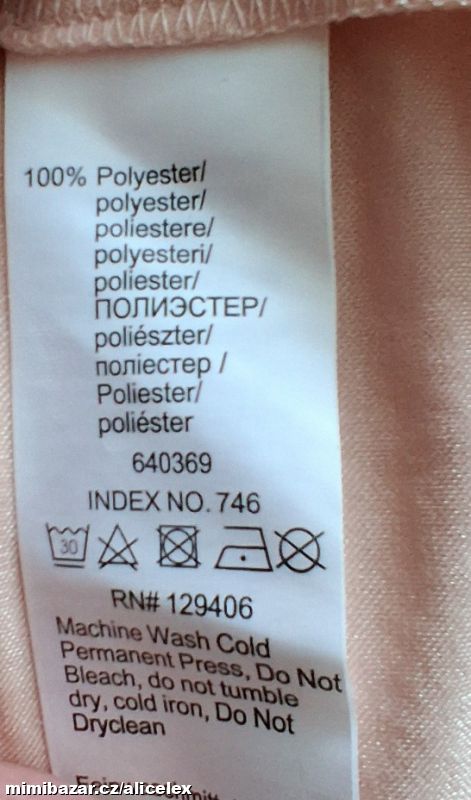 100% Polyester/
polyester/
poliestere/
polyesteri/
poliester/
ПОЛИЭСТЕР/
poliészter/
поліестер /
Poliester/
poliéster
640369
INDEX NO. 746
30
RN# 129406
Machine Wash Cold
Permanent Press, Do Not
Bleach, do not tumble
dry, cold iron, Do Not
Dryclean
mimibazar.cz/alicelex